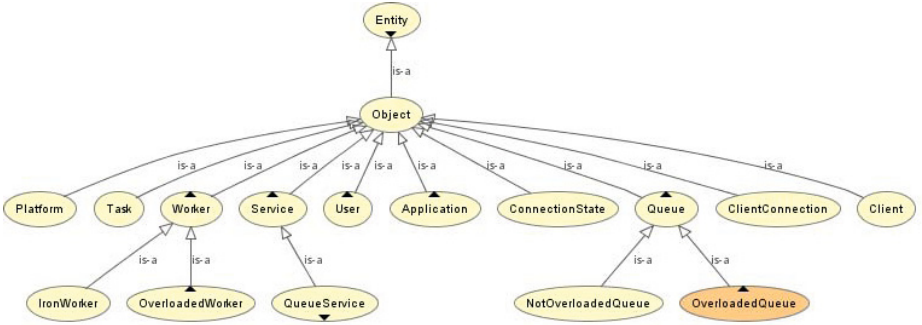 Entity
is-a
Object
is-a is-a is-a is-a is-a is-a is-a is-a is-a is-a
Platform Task Worker Service User Application ConnectionState Queue ClientConnection Client
is-a is-a is-a is-a is-a
IronWorker OverloadedWorker QueueService NotOverloadedQueue OverloadedQueue